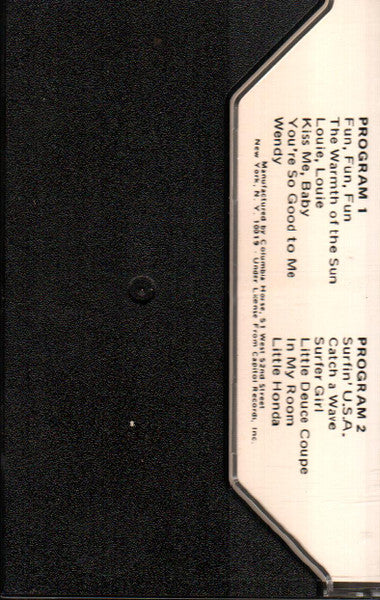 PROGRAM 1
Fun, Fun, Fun
The Warmth of the Sun
Louie, Louie
Kiss Me, Baby
You're So Good to Me
Wendy
PROGRAM 2
Surfin' U.S.A.
Catch a Wave
Surfer Girl
Little Deuce Coupe
In My Room
Little Honda
Manufactured by Columbia House, 51 West 52nd Street
New York, N. Y. 10019 Under License From Capitol Records, Inc.